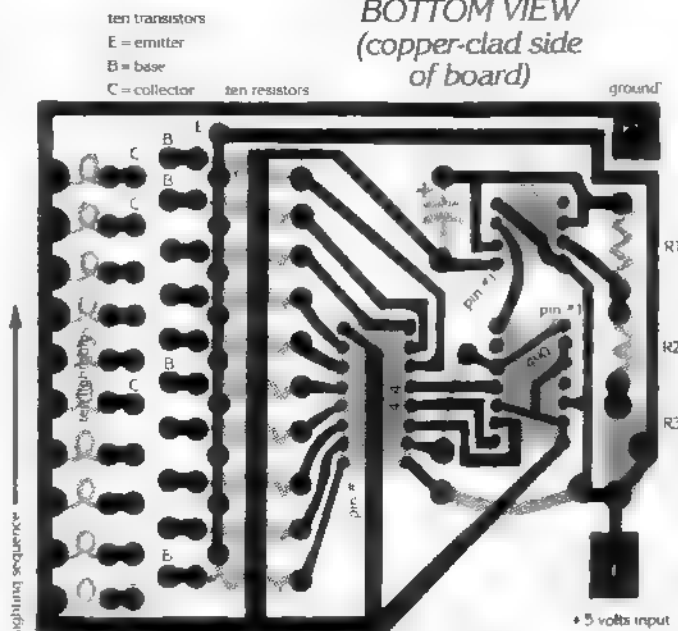 ten transistors
E = emitter
B = base
C = collector
ten resistors
BOTTOM VIEW
(copper-clad side
of board)
ground
E
B
C
B
C
B
C
B
+
pin #1
pin #1
R1
R2
R3
pin #
lighting sequence
+ 5 volts input